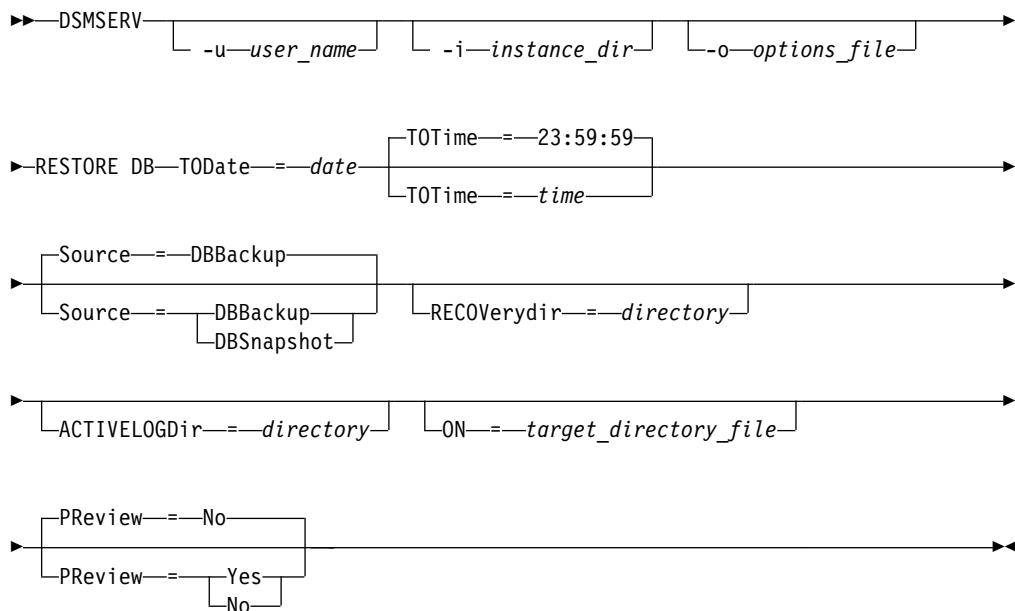 DSMSERV
-u user_name -i instance_dir -o options_file
TOTime = 23:59:59
RESTORE DB TODate = date
TOTime = time
Source = DBBackup
Source = DBBackup RECOVerydir = directory
DBSnapshot
ACTIVELOGDir = directory ON = target_directory_file
PReview = No
PReview = Yes
No